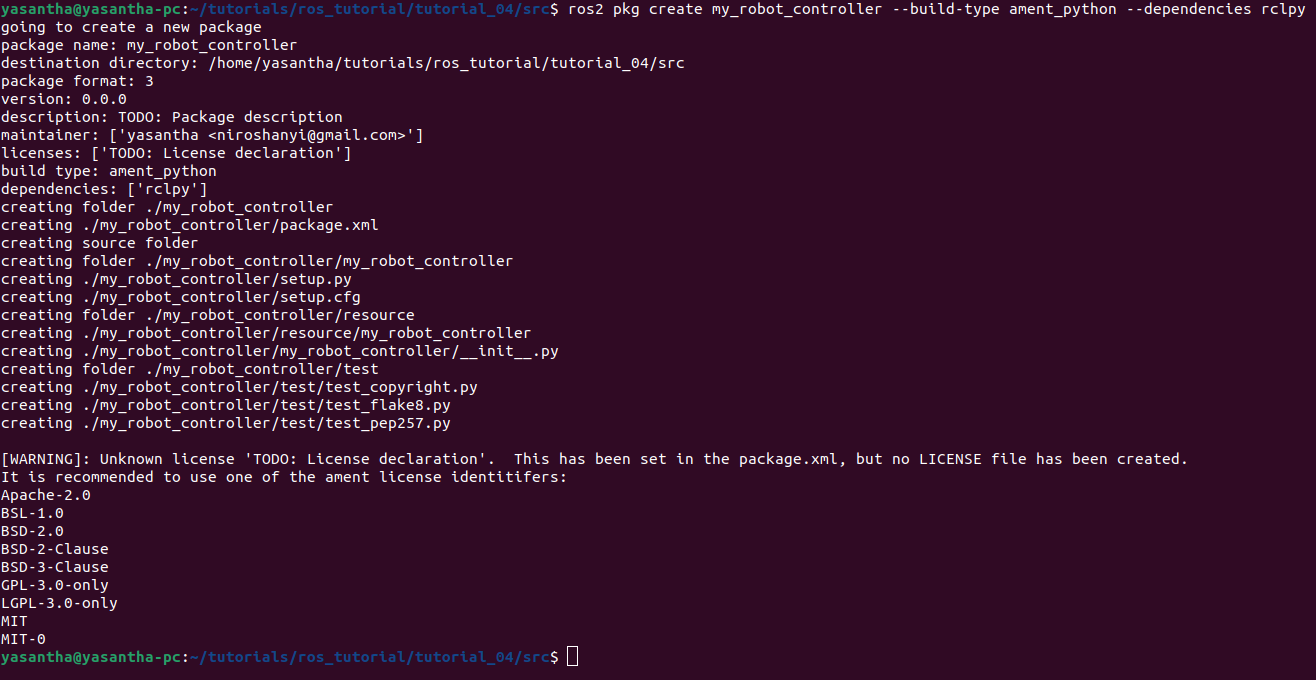 yasantha@yasantha-pc:~/tutorials/ros_tutorial/tutorial_04/src$ ros2 pkg create my_robot_controller --build-type ament_python --dependencies rclpy
going to create a new package
package name: my_robot_controller
destination directory: /home/yasantha/tutorials/ros_tutorial/tutorial_04/src
package format: 3
version: 0.0.0
description: TODO: Package description
maintainer: ['yasantha <niroshanyi@gmail.com>']
licenses: ['TODO: License declaration']
build type: ament_python
dependencies: ['rclpy']
creating folder ./my_robot_controller
creating ./my_robot_controller/package.xml
creating source folder
creating folder ./my_robot_controller/my_robot_controller
creating ./my_robot_controller/setup.py
creating ./my_robot_controller/setup.cfg
creating folder ./my_robot_controller/resource
creating ./my_robot_controller/resource/my_robot_controller
creating ./my_robot_controller/my_robot_controller/__init__.py
creating folder ./my_robot_controller/test
creating ./my_robot_controller/test/test_copyright.py
creating ./my_robot_controller/test/test_flake8.py
creating ./my_robot_controller/test/test_pep257.py

[WARNING]: Unknown license 'TODO: License declaration'.  This has been set in the package.xml, but no LICENSE file has been created.
It is recommended to use one of the ament license identitifers:
Apache-2.0
BSL-1.0
BSD-2.0
BSD-2-Clause
BSD-3-Clause
GPL-3.0-only
LGPL-3.0-only
MIT
MIT-0
yasantha@yasantha-pc:~/tutorials/ros_tutorial/tutorial_04/src$